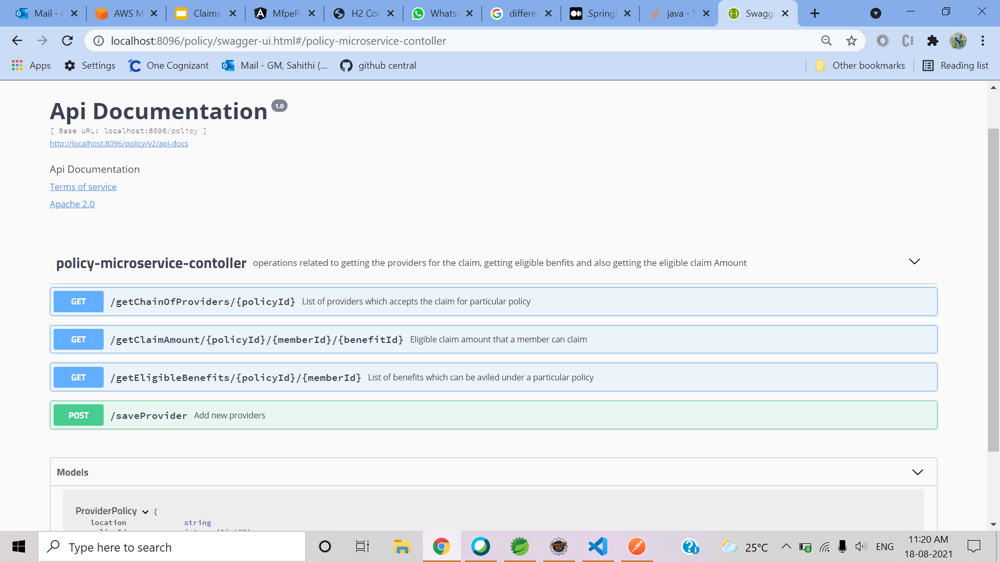 Mail - AWS M Claims MfpeP H2 Cor WhatsA differe Spring java - S Swagg
localhost:8096/policy/swagger-ui.html#/policy-microservice-contoller
Apps Settings One Cognizant Mail - GM, Sahithi (... github central Other bookmarks Reading list
Api Documentation 1.0
[ Base URL: localhost:8096/policy ]
http://localhost:8096/policy/v2/api-docs
Api Documentation
Terms of service
Apache 2.0
policy-microservice-contoller operations related to getting the providers for the claim, getting eligible benfits and also getting the eligible claim Amount
GET /getChainOfProviders/{policyId} List of providers which accepts the claim for particular policy
GET /getClaimAmount/{policyId}/{memberId}/{benefitId} Eligible claim amount that a member can claim
GET /getEligibleBenefits/{policyId}/{memberId} List of benefits which can be aviled under a particular policy
POST /saveProvider Add new providers
Models
ProviderPolicy {
location string
Type here to search
25°C ENG 11:20 AM
18-08-2021